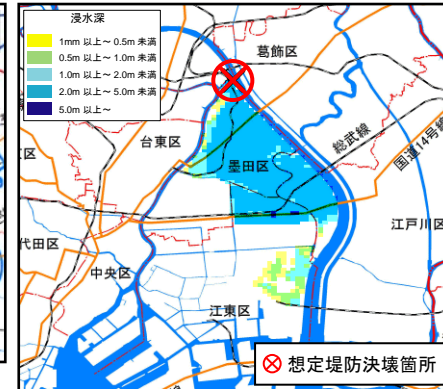 浸水深
1mm 以上～ 0.5m 未満
0.5m 以上～ 1.0m 未満
1.0m 以上～ 2.0m 未満
2.0m 以上～ 5.0m 未満
5.0m 以上～
葛飾区
台東区
総武線
国道14号線
墨田区
区
江戸川区
代田区
中央区
江東区
想定堤防決壊箇所